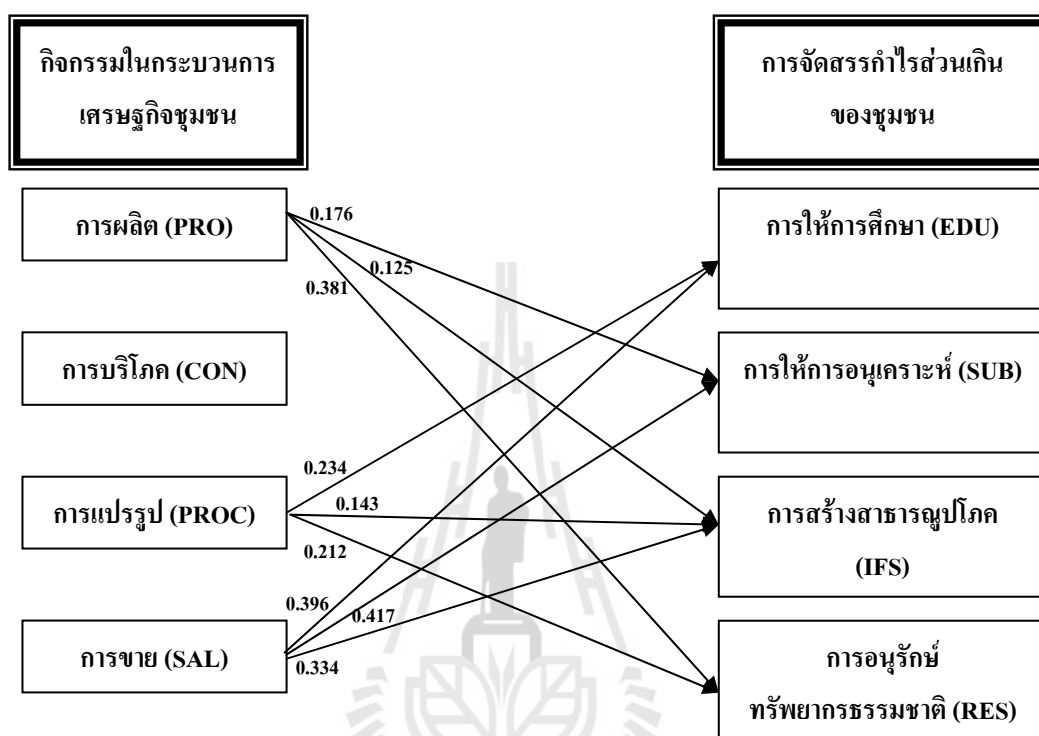 กิจกรรมในกระบวนการ
เศรษฐกิจชุมชน
การจัดสรรกำไรส่วนเกิน
ของชุมชน
การผลิต (PRO)
0.176
0.125
0.381
การให้การศึกษา (EDU)
การบริโภค (CON)
การให้การอนุเคราะห์ (SUB)
การแปรรูป (PROC)
0.234
0.143
0.212
การสร้างสาธารณูปโภค
(IFS)
การขาย (SAL)
0.396
0.417
0.334
การอนุรักษ์
ทรัพยากรธรรมชาติ (RES)